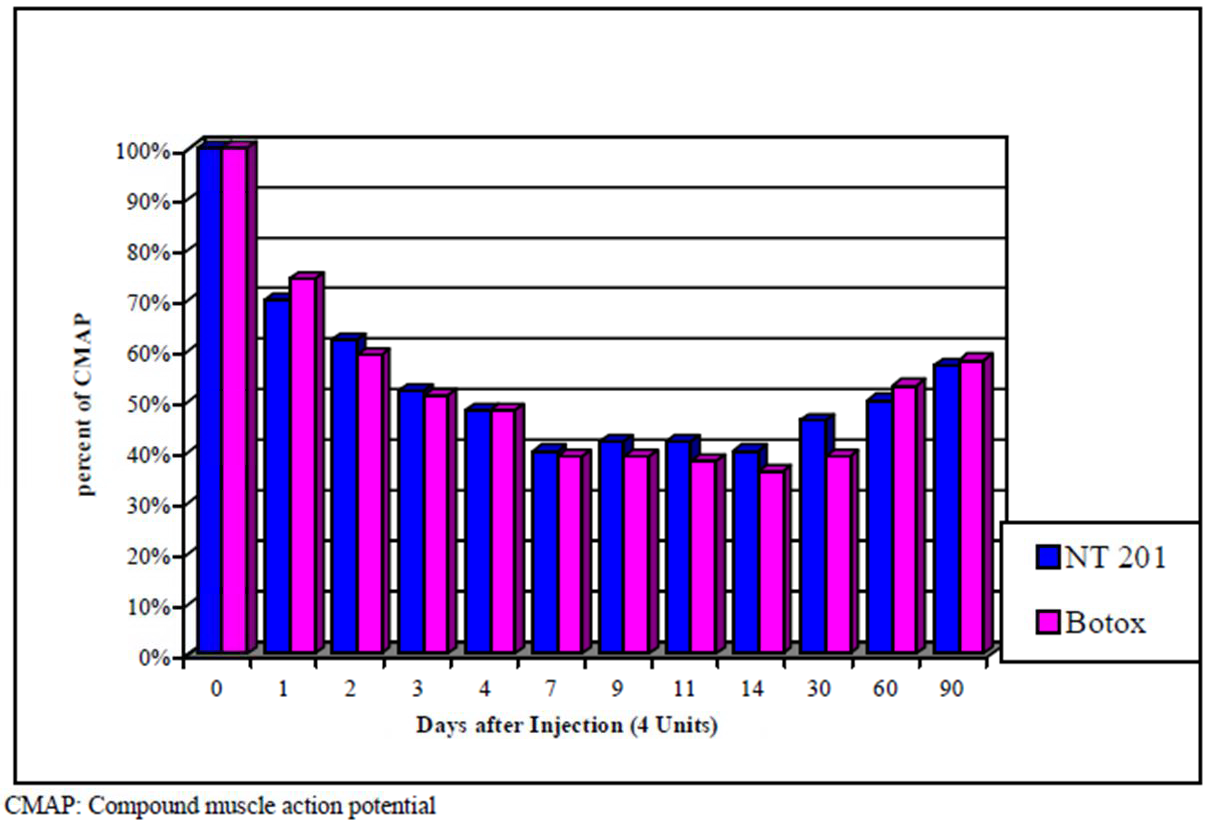 100%
90%
80%
70%
60%
50%
40%
30%
20%
10%
0%
percent of CMAP
0 1 2 3 4 7 9 11 14 30 60 90
Days after Injection (4 Units)
NT 201
Botox
CMAP: Compound muscle action potential